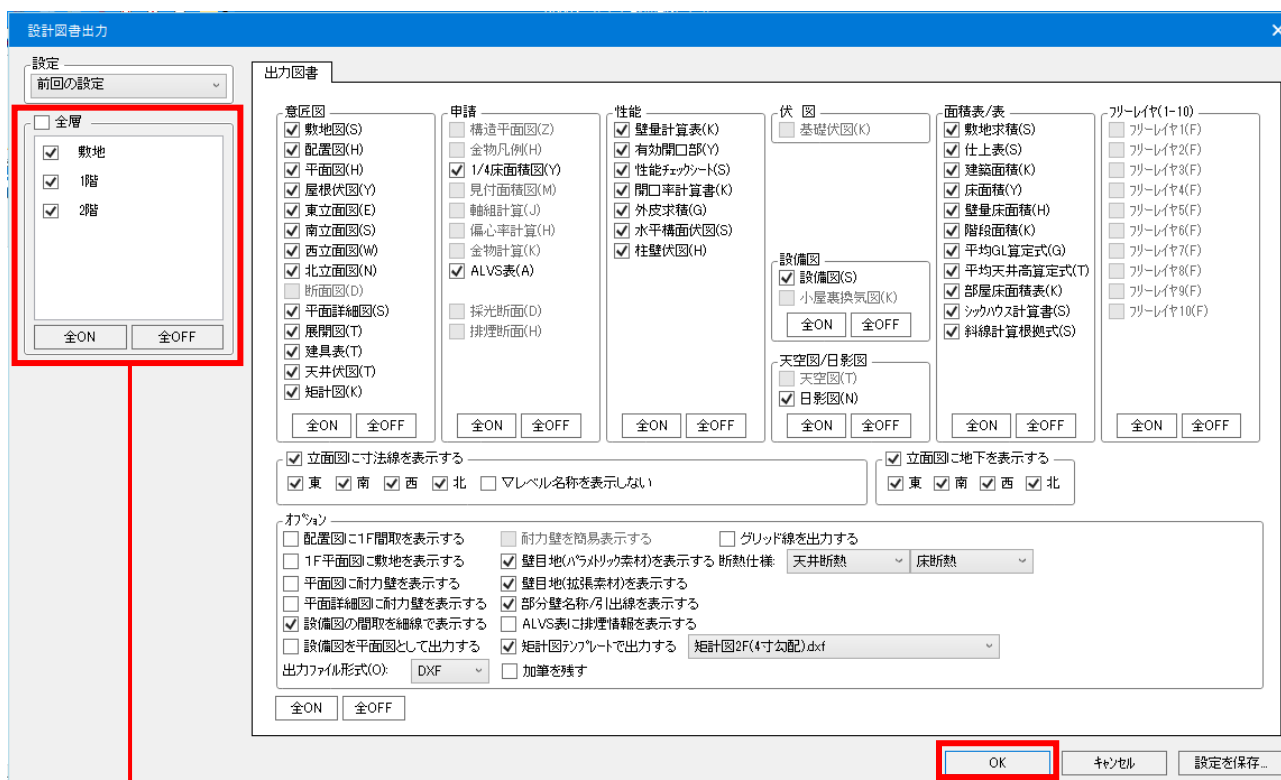 設計図書出力
設定
前回の設定
全層
敷地
1階
2階
全ON 全OFF
出力図書
意匠図
敷地図(S)
配置図(H)
平面図(H)
屋根伏図(Y)
東立面図(E)
南立面図(S)
西立面図(W)
北立面図(N)
断面図(D)
平面詳細図(S)
展開図(T)
建具表(T)
天井伏図(T)
矩計図(K)
全ON 全OFF
申請
構造平面図(Z)
金物凡例(H)
1/4床面積図(Y)
見付面積図(M)
軸組計算(J)
偏心率計算(H)
金物計算(K)
ALVS表(A)
採光断面(D)
排煙断面(H)
全ON 全OFF
性能
壁量計算表(K)
有効開口部(Y)
性能チェックシート(S)
開口率計算書(K)
外皮求積(G)
水平構面伏図(S)
柱壁伏図(H)
全ON 全OFF
伏 図
基礎伏図(K)
設備図
設備図(S)
小屋裏換気図(K)
全ON 全OFF
天空図/日影図
天空図(T)
日影図(N)
全ON 全OFF
面積表/表
敷地求積(S)
仕上表(S)
建築面積(K)
床面積(Y)
壁量床面積(H)
階段面積(K)
平均GL算定式(G)
平均天井高算定式(T)
部屋床面積表(K)
シックハウス計算書(S)
斜線計算根拠式(S)
全ON 全OFF
フリーレイヤ(1-10)
フリーレイヤ1(F)
フリーレイヤ2(F)
フリーレイヤ3(F)
フリーレイヤ4(F)
フリーレイヤ5(F)
フリーレイヤ6(F)
フリーレイヤ7(F)
フリーレイヤ8(F)
フリーレイヤ9(F)
フリーレイヤ10(F)
全ON 全OFF
立面図に寸法線を表示する
東 南 西 北 ▽レベル名称を表示しない
立面図に地下を表示する
東 南 西 北
オプション
配置図に1F間取を表示する 耐力壁を簡易表示する グリッド線を出力する
1F平面図に敷地を表示する 壁目地(パラメトリック素材)を表示する 断熱仕様: 天井断熱 床断熱
平面図に耐力壁を表示する 壁目地(拡張素材)を表示する
平面詳細図に耐力壁を表示する 部分壁名称/引出線を表示する
設備図の間取を細線で表示する ALVS表に排煙情報を表示する
設備図を平面図として出力する 矩計図テンプレートで出力する 矩計図2F(4寸勾配).dxf
出力ファイル形式(O): DXF 加筆を残す
全ON 全OFF
OK キャンセル 設定を保存...